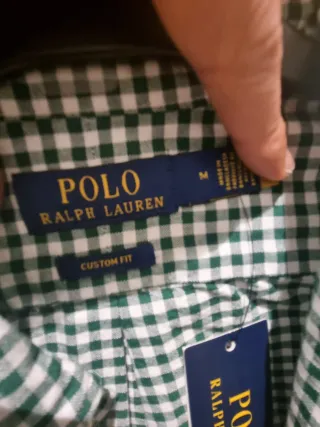 POLO
RALPH LAUREN
M
CUSTOM FIT
PO
RALPH